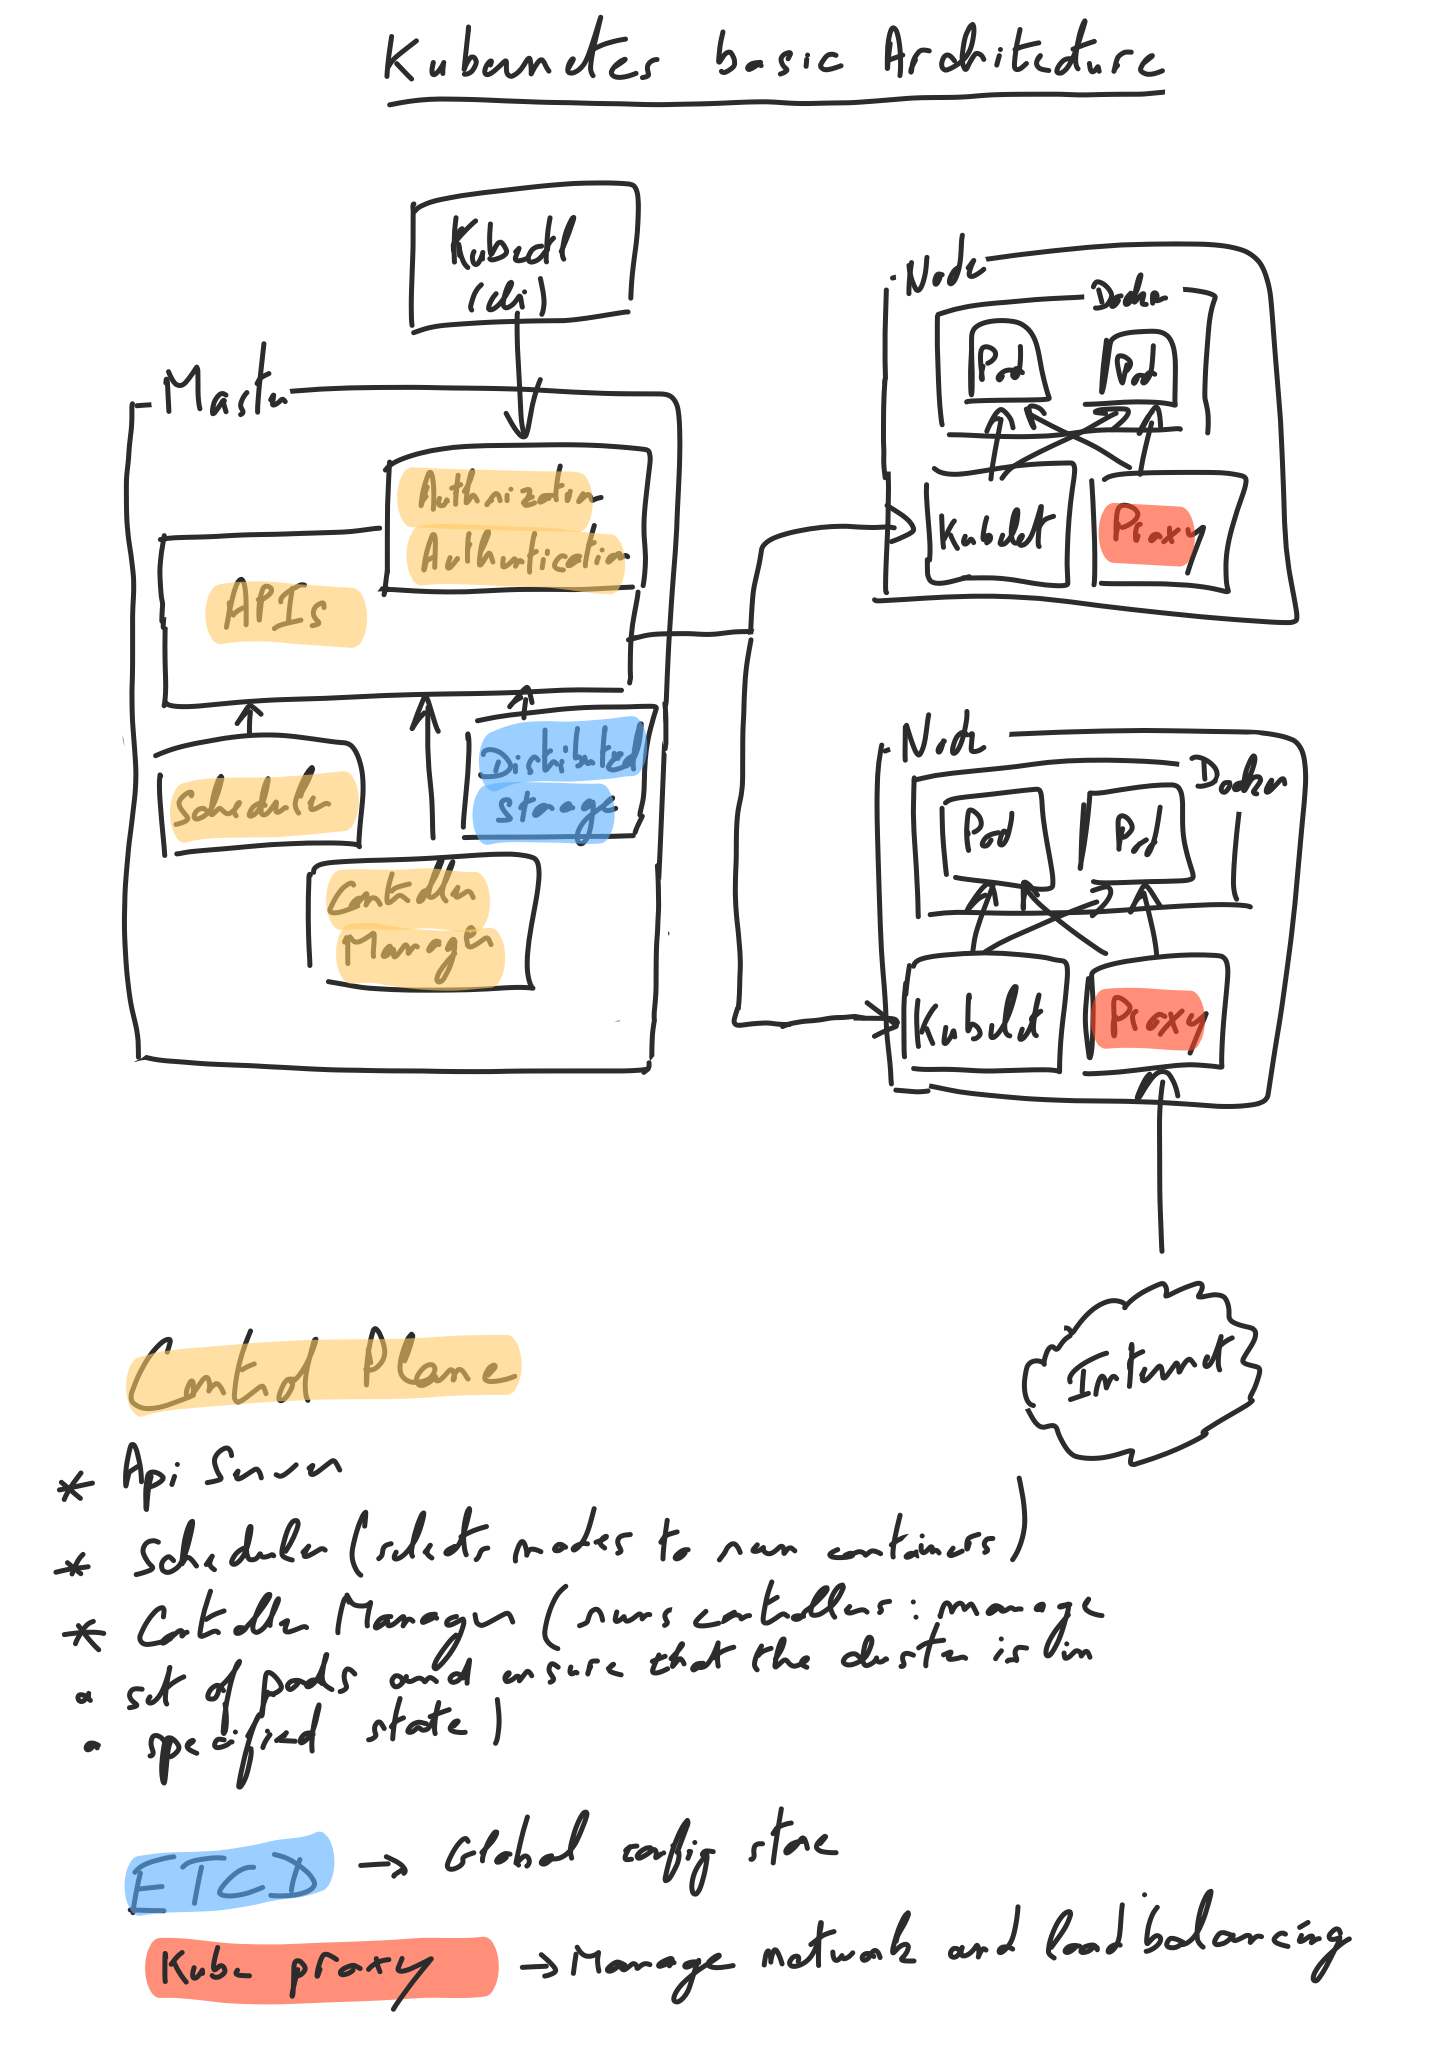 Kubernetes basic Architecture
Kubectl
(cli)
Master
Authorization
Authentication
APIs
Scheduler
Distributed
Storage
Controller
Manager
Node
Docker
Pod
Pod
Kubelet
Proxy
Node
Docker
Pod
Pod
Kubelet
Proxy
Internet
Control Plane
* Api Server
* Scheduler (selects nodes to run containers)
* Controller Manager (runs controllers : manage
set of pods and ensure that the cluster is in
specified state)
ETCD → Global config store
Kube proxy → Manage network and load balancing